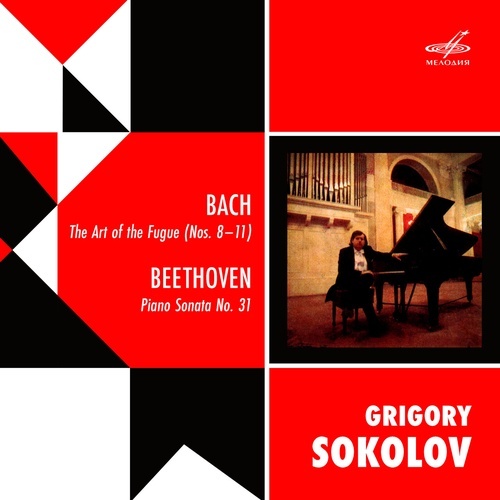 МЕЛОДИЯ
BACH
The Art of the Fugue (Nos. 8–11)
BEETHOVEN
Piano Sonata No. 31
GRIGORY
SOKOLOV